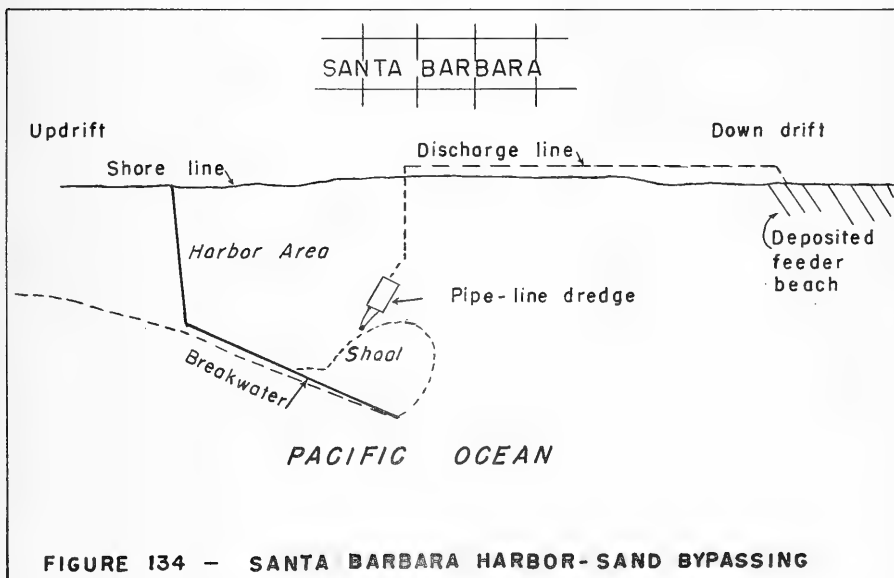 SANTA BARBARA
Updrift
Down drift
Shore line
Discharge line
Harbor Area
Deposited
feeder
beach
Pipe-line dredge
Shoal
Breakwater
PACIFIC OCEAN
FIGURE 134 - SANTA BARBARA HARBOR-SAND BYPASSING